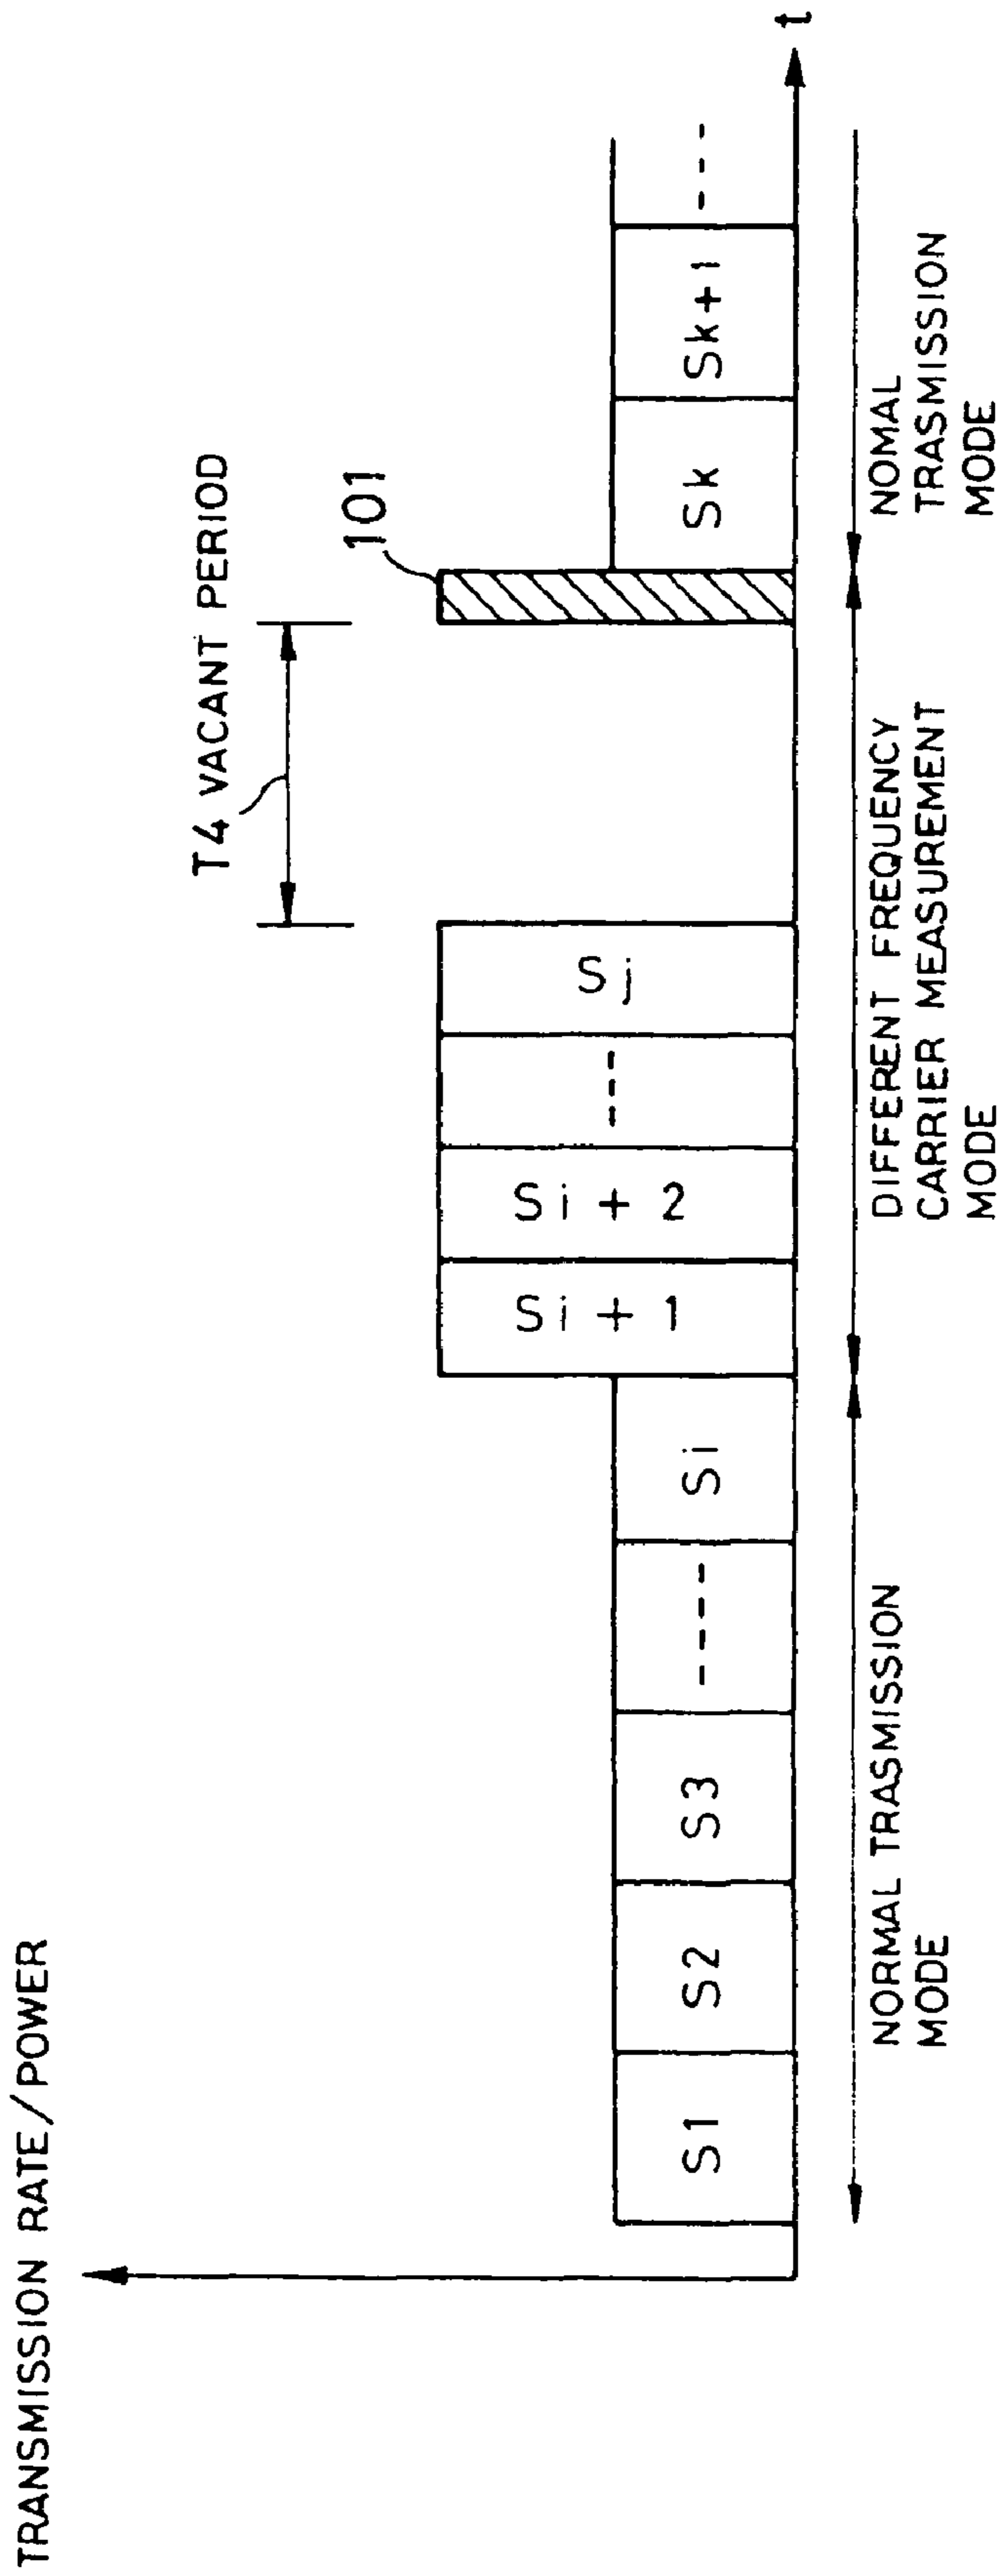 TRANSMISSION RATE/POWER
T4 VACANT PERIOD
101
S1
S2
S3
----
Si
Si + 1
Si + 2
---
Sj
Sk
Sk+1
---
t
NORMAL TRASMISSION
MODE
DIFFERENT FREQUENCY
CARRIER MEASUREMENT
MODE
NOMAL
TRASMISSION
MODE